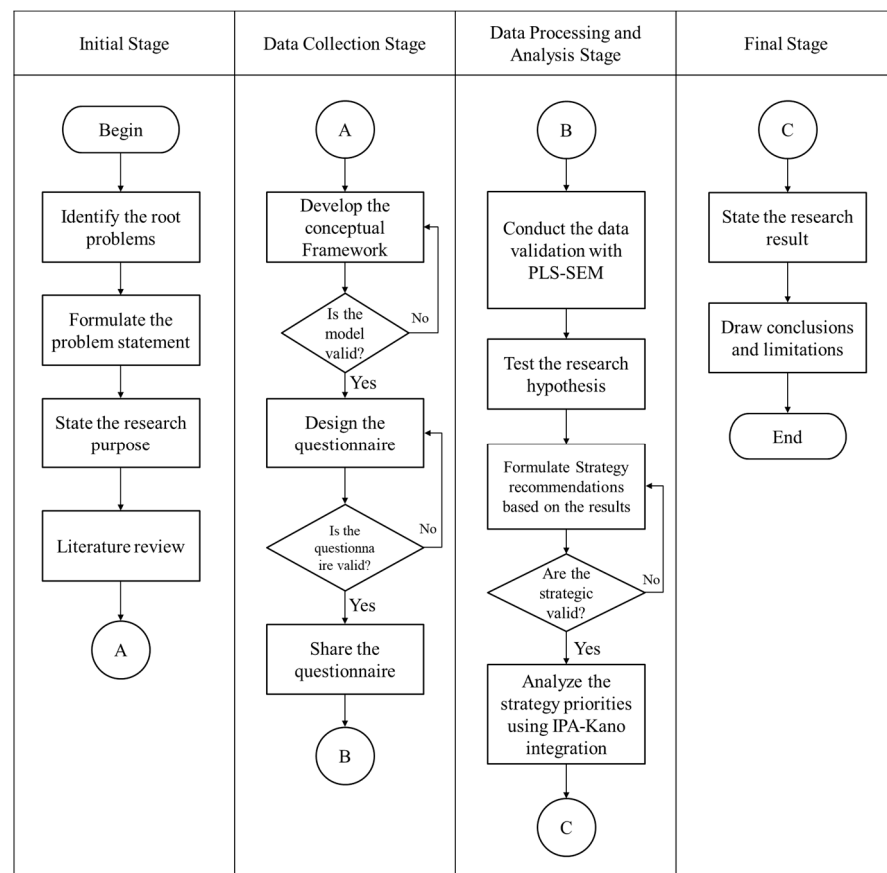 Initial Stage
Data Collection Stage
Data Processing and
Analysis Stage
Final Stage
Begin
Identify the root
problems
Formulate the
problem statement
State the research
purpose
Literature review
A
A
Develop the
conceptual
Framework
Is the
model
valid?
No
Yes
Design the
questionnaire
Is the
questionna
ire valid?
No
Yes
Share the
questionnaire
B
B
Conduct the data
validation with
PLS-SEM
Test the research
hypothesis
Formulate Strategy
recommendations
based on the results
Are the
strategic
valid?
No
Yes
Analyze the
strategy priorities
using IPA-Kano
integration
C
C
State the research
result
Draw conclusions
and limitations
End